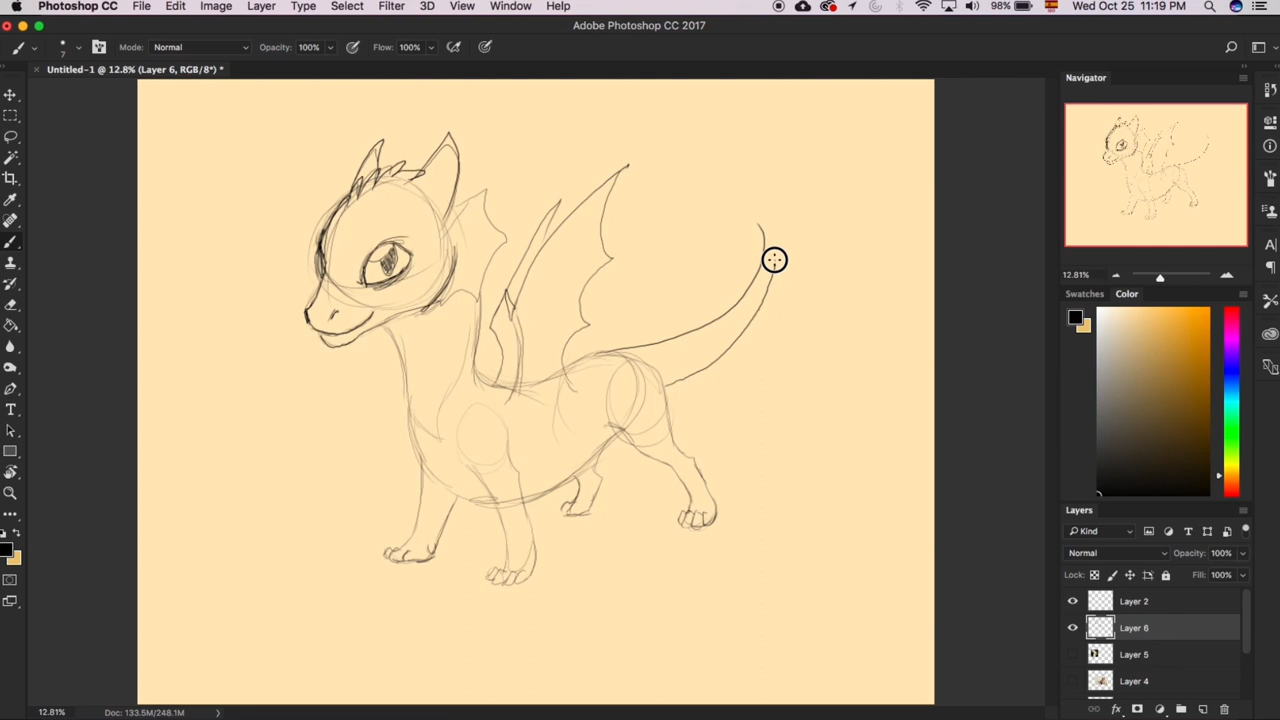 Photoshop CC File Edit Image Layer Type Select Filter 3D View Window Help 98% Wed Oct 25 11:19 PM
Adobe Photoshop CC 2017
7 Mode: Normal Opacity: 100% Flow: 100%
× Untitled-1 @ 12.8% (Layer 6, RGB/8*) *
Navigator
12.81%
Swatches Color
Layers
Kind
Normal Opacity: 100%
Lock: Fill: 100%
Layer 2
Layer 6
Layer 5
Layer 4
12.81% Doc: 133.5M/248.1M